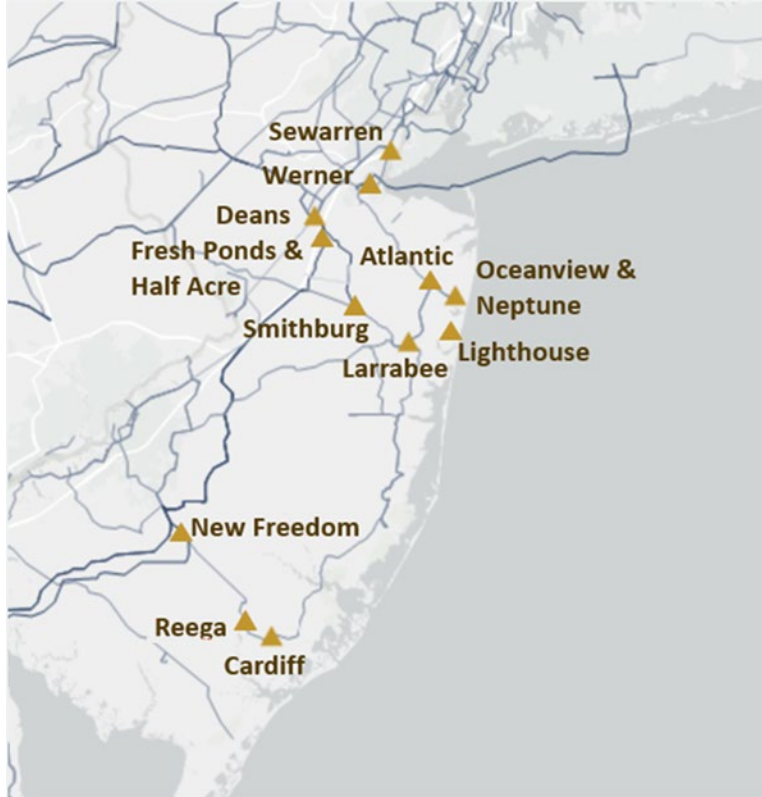 Sewarren
Werner
Deans
Fresh Ponds &
Half Acre
Atlantic
Oceanview &
Neptune
Smithburg
Lighthouse
Larrabee
New Freedom
Reega
Cardiff